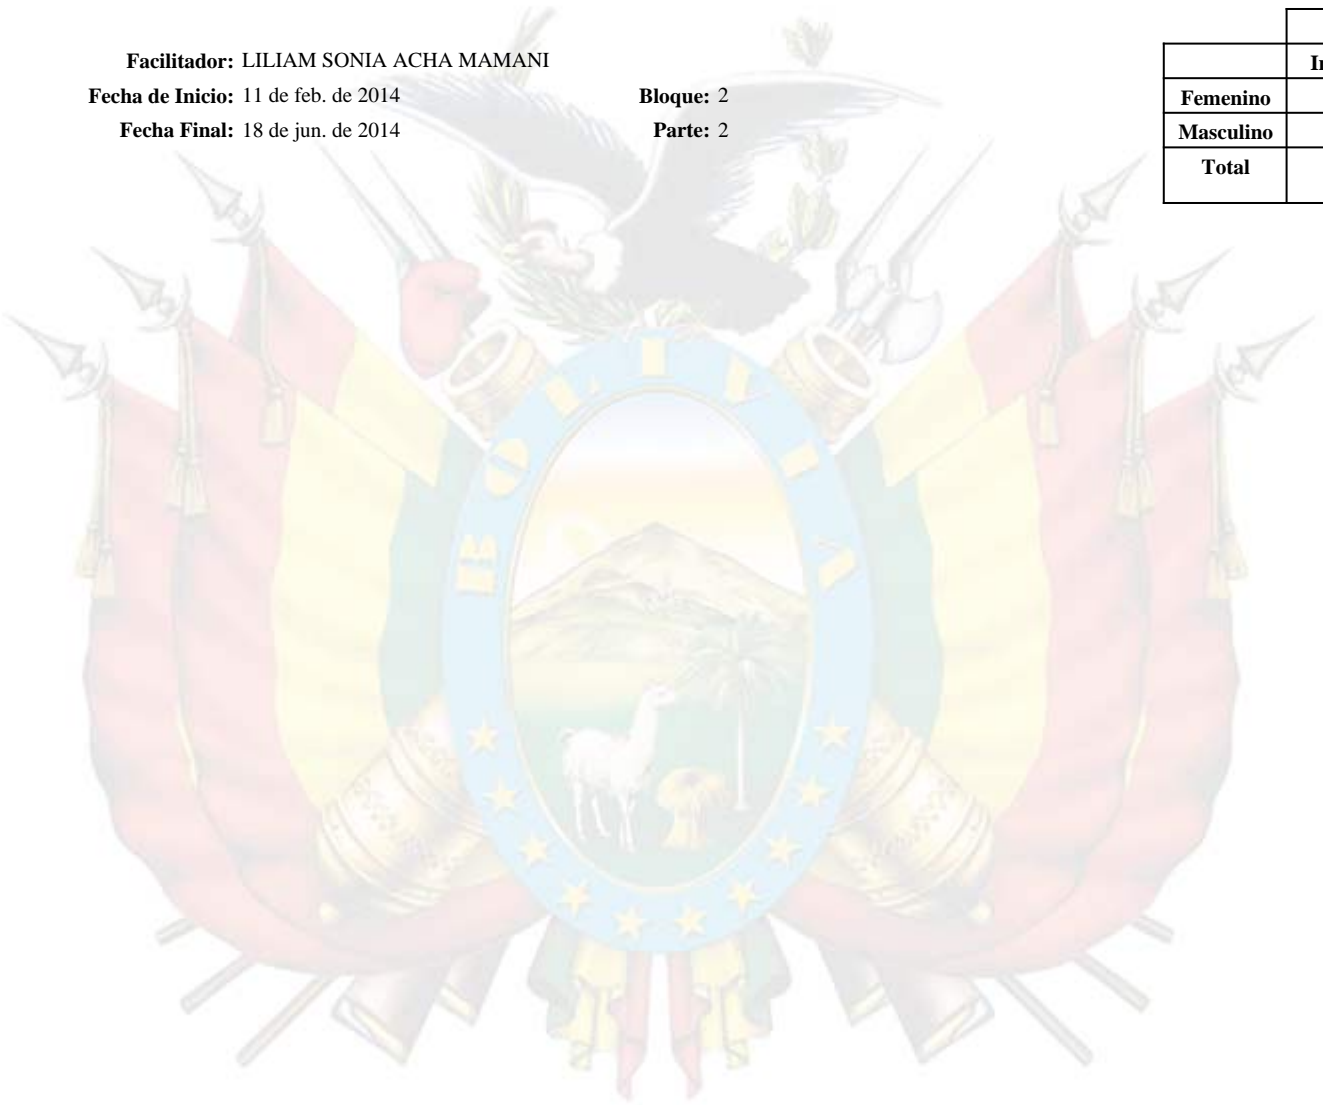 Facilitador: LILIAM SONIA ACHA MAMANI
Fecha de Inicio: 11 de feb. de 2014 Bloque: 2
Fecha Final: 18 de jun. de 2014 Parte: 2
Femenino
Masculino
Total
BOLIVIA